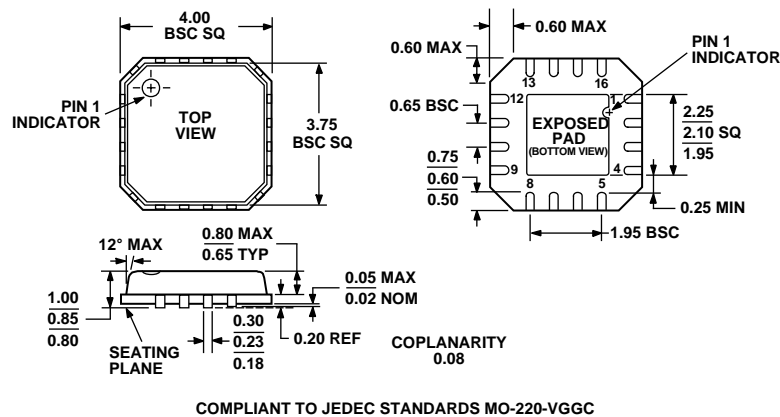 4.00
BSC SQ
PIN 1
INDICATOR
TOP
VIEW
3.75
BSC SQ
0.60 MAX
0.60 MAX
PIN 1
INDICATOR
13
16
12
1
0.65 BSC
EXPOSED
PAD
(BOTTOM VIEW)
2.25
2.10 SQ
1.95
0.75
0.60
0.50
9
4
8
5
0.25 MIN
1.95 BSC
12° MAX
0.80 MAX
0.65 TYP
0.05 MAX
0.02 NOM
1.00
0.85
0.80
SEATING
PLANE
0.30
0.23
0.18
0.20 REF
COPLANARITY
0.08
COMPLIANT TO JEDEC STANDARDS MO-220-VGGC